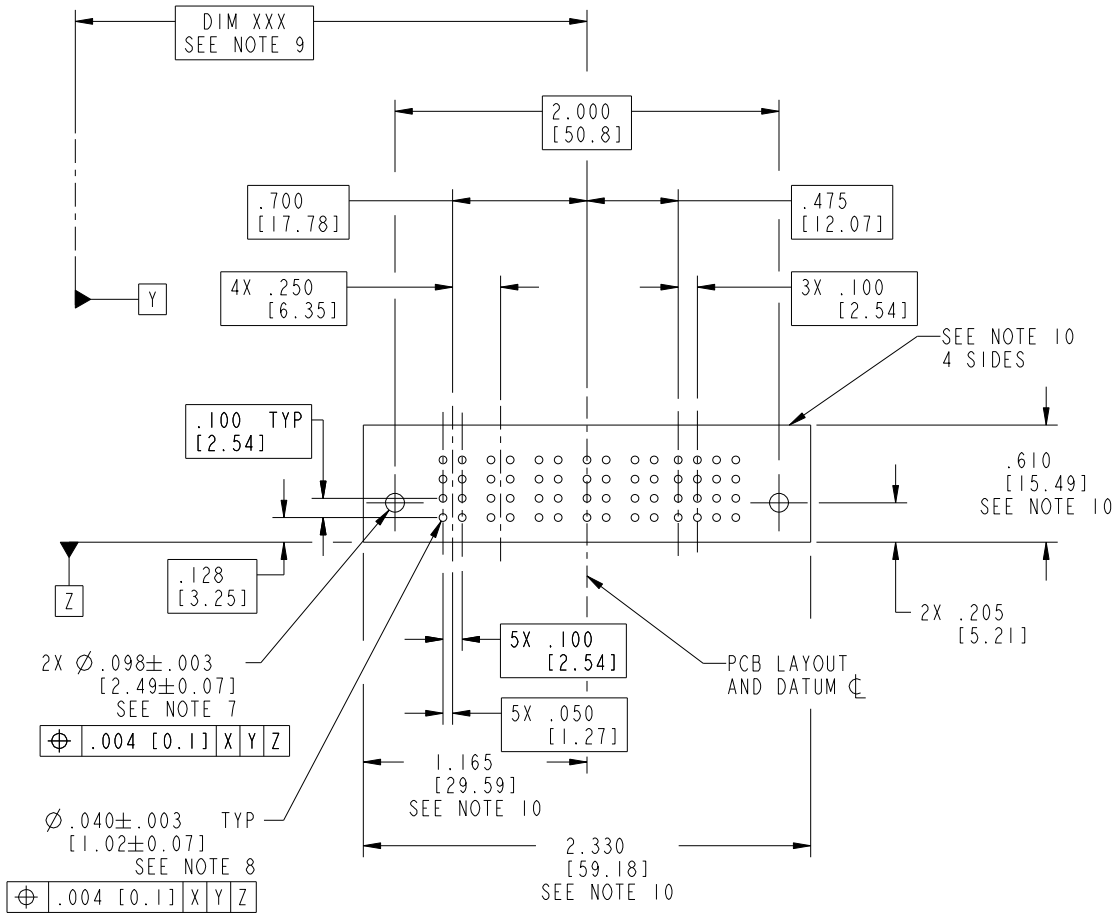 DIM XXX
SEE NOTE 9
2.000
[50.8]
.700
[17.78]
.475
[12.07]
4X .250
[6.35]
3X .100
[2.54]
Y
SEE NOTE 10
4 SIDES
.100 TYP
[2.54]
.610
[15.49]
SEE NOTE 10
.128
[3.25]
Z
2X .205
[5.21]
5X .100
[2.54]
PCB LAYOUT
AND DATUM ℄
2X ⌀.098±.003
[2.49±0.07]
SEE NOTE 7
⌖ .004 [0.1] X Y Z
5X .050
[1.27]
1.165
[29.59]
SEE NOTE 10
⌀.040±.003 TYP
[1.02±0.07]
SEE NOTE 8
⌖ .004 [0.1] X Y Z
2.330
[59.18]
SEE NOTE 10